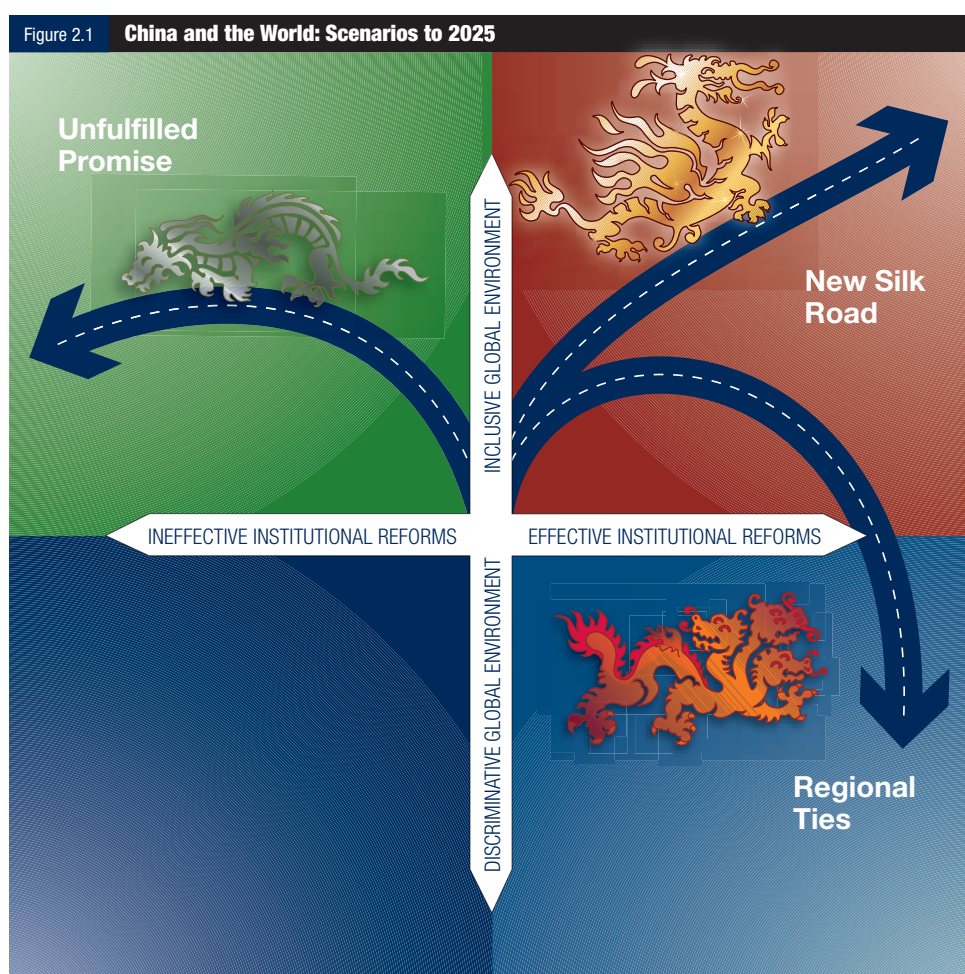 Figure 2.1 China and the World: Scenarios to 2025
Unfulfilled
Promise
INCLUSIVE GLOBAL ENVIRONMENT
New Silk
Road
INEFFECTIVE INSTITUTIONAL REFORMS
EFFECTIVE INSTITUTIONAL REFORMS
DISCRIMINATIVE GLOBAL ENVIRONMENT
Regional
Ties